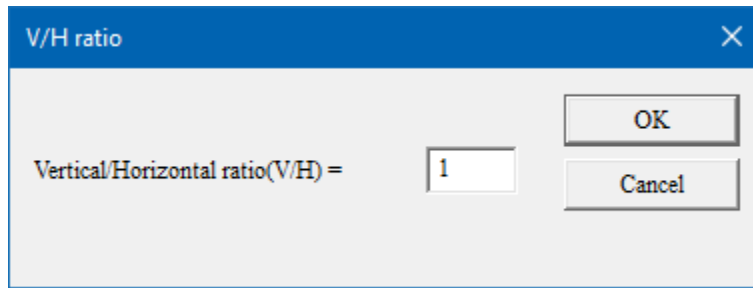 V/H ratio
OK
Vertical/Horizontal ratio(V/H) = 1
Cancel